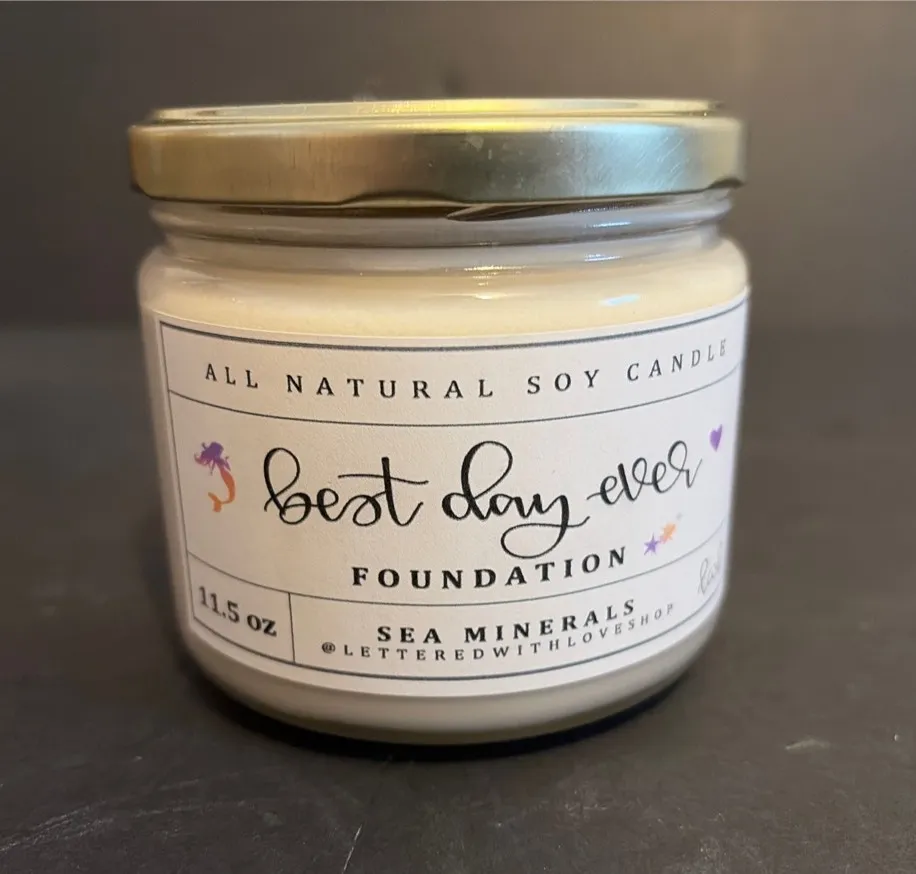 ALL NATURAL SOY CANDLE
best day ever
FOUNDATION
11.5 oz
SEA MINERALS
@LETTEREDWITHLOVESHOP